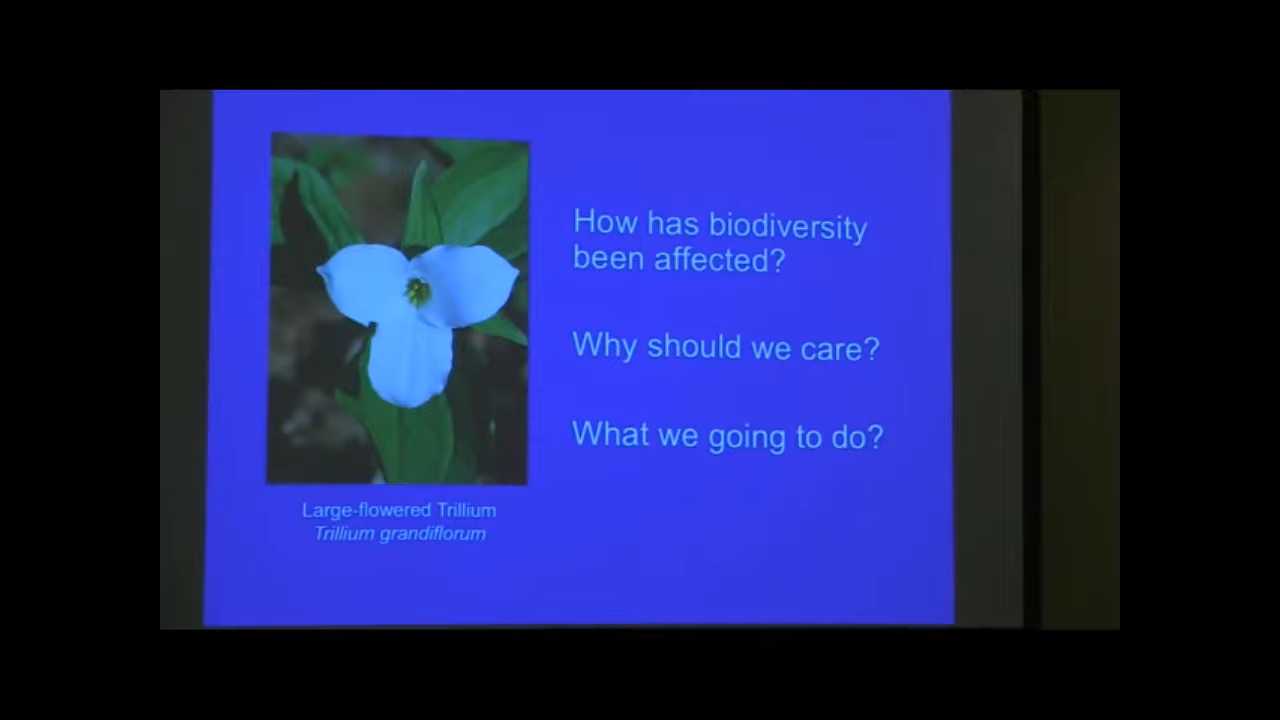 How has biodiversity
been affected?
Why should we care?
What we going to do?
Large-flowered Trillium
Trillium grandiflorum